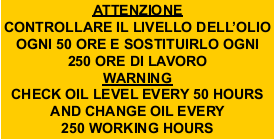 ATTENZIONE
CONTROLLARE IL LIVELLO DELL'OLIO
OGNI 50 ORE E SOSTITUIRLO OGNI
250 ORE DI LAVORO
WARNING
CHECK OIL LEVEL EVERY 50 HOURS
AND CHANGE OIL EVERY
250 WORKING HOURS